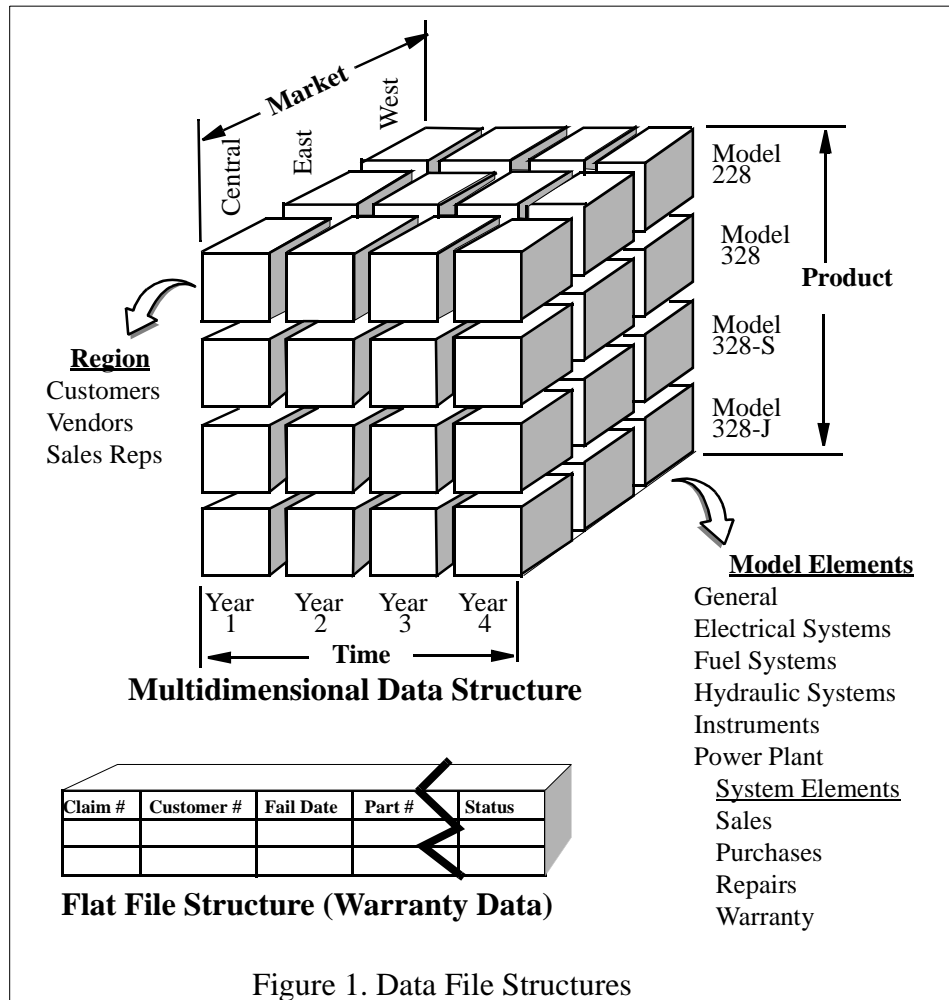 Market
Central
East
West
Model
228
Model
328
Product
Model
328-S
Model
328-J
Region
Customers
Vendors
Sales Reps
Year
1
Year
2
Year
3
Year
4
Time
Multidimensional Data Structure
Model Elements
General
Electrical Systems
Fuel Systems
Hydraulic Systems
Instruments
Power Plant
System Elements
Sales
Purchases
Repairs
Warranty
Claim # Customer # Fail Date Part # Status
Flat File Structure (Warranty Data)
Figure 1. Data File Structures